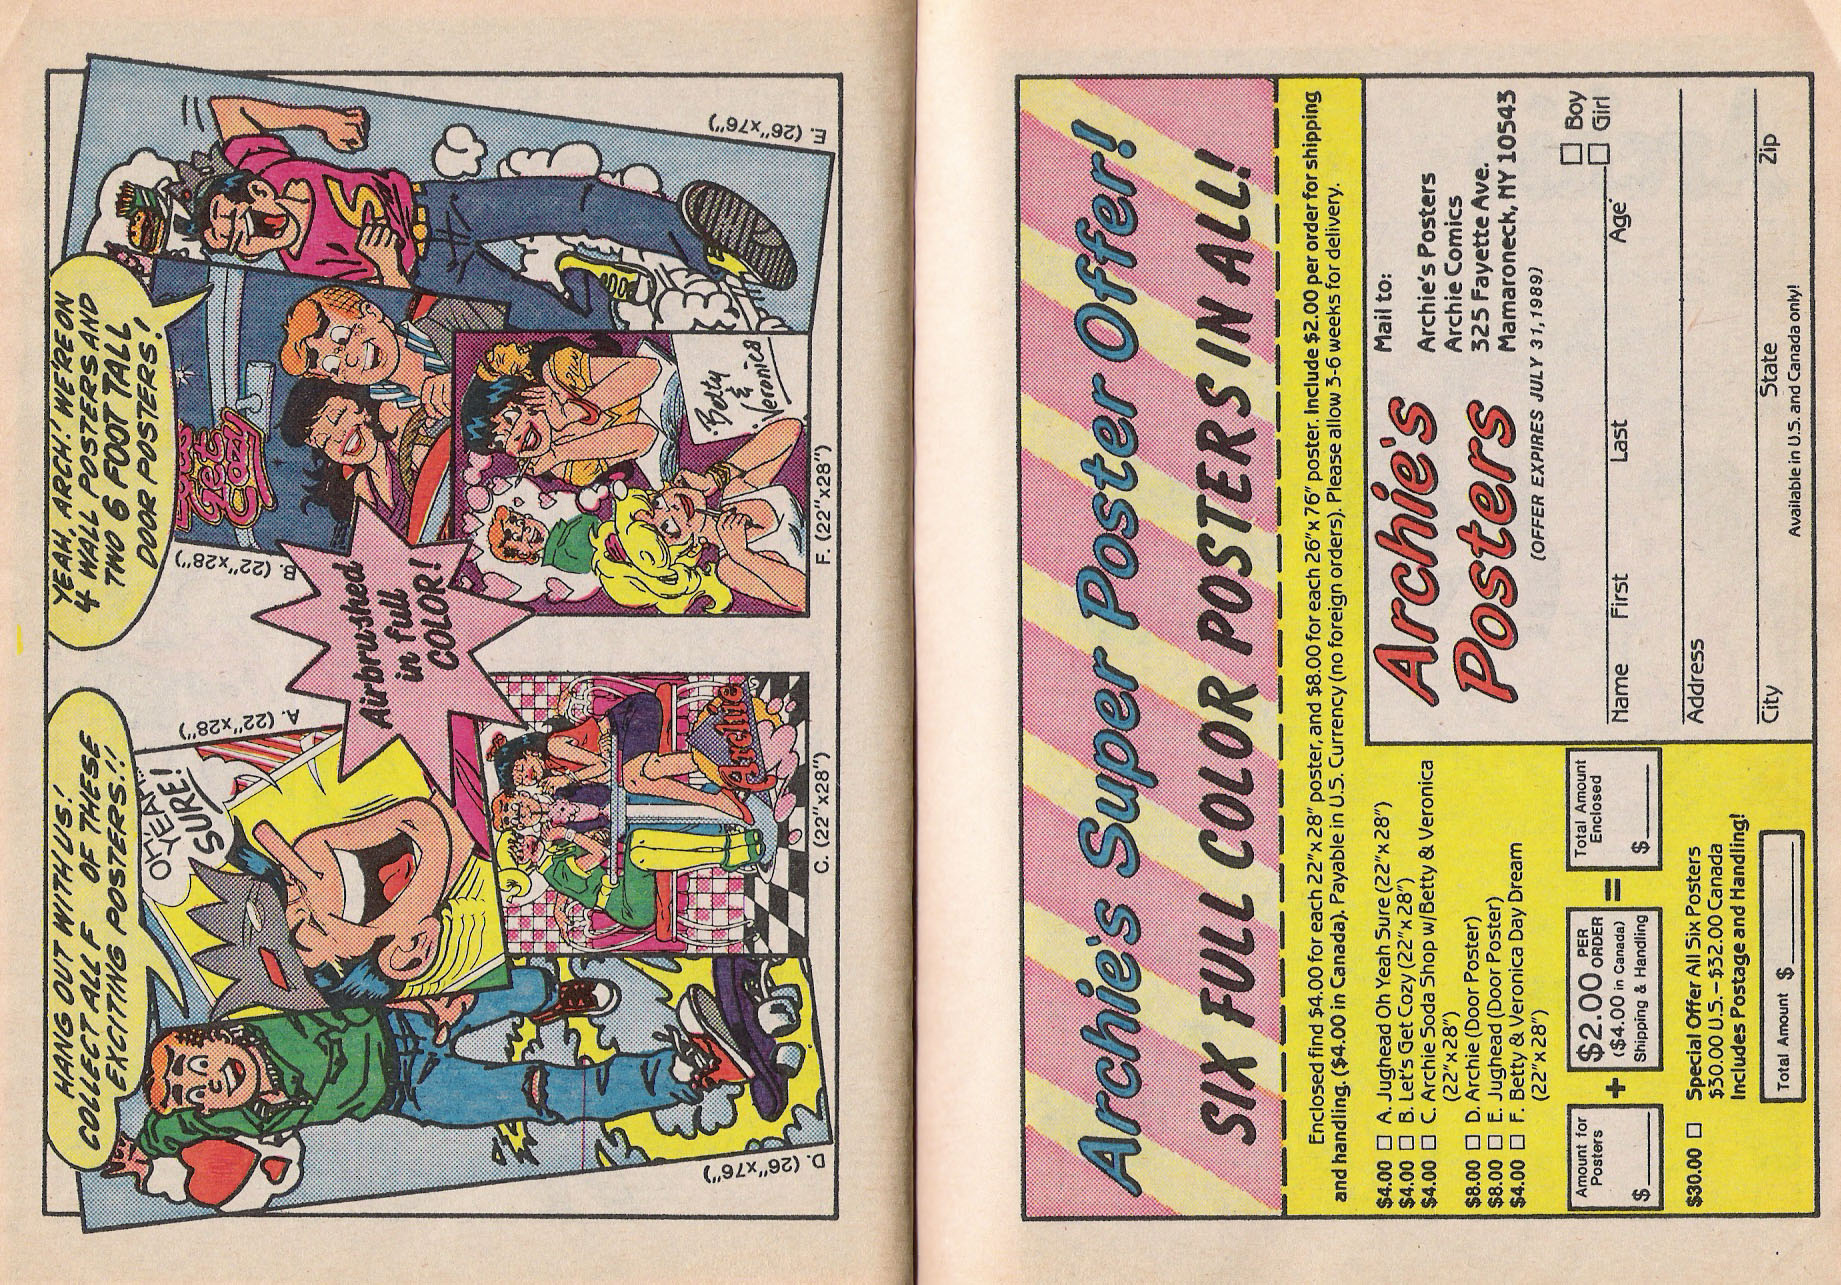 HANG OUT WITH US!
COLLECT ALL F OF THESE
EXCITING POSTERS!!
YEAH, ARCH! WE'RE ON
4 WALL POSTERS AND
TWO 6 FOOT TALL
DOOR POSTERS!
OH, YEAH...
SURE!
A. (22"x28")
B. (22"x28")
Let's
Get
Cozy!
Airbrushed
in full
COLOR!
Archie
C. (22"x28")
Betty
&
Veronica
F. (22"x28")
D. (26"x76")
S
E. (26"x76")
Archie's Super Poster Offer!
SIX FULL COLOR POSTERS IN ALL!
Enclosed find $4.00 for each 22"x 28" poster, and $8.00 for each 26"x 76" poster. Include $2.00 per order for shipping
and handling. ($4.00 in Canada). Payable in U.S. Currency (no foreign orders). Please allow 3-6 weeks for delivery.
$4.00 □ A. Jughead Oh Yeah Sure (22"x 28")
$4.00 □ B. Let's Get Cozy (22"x 28")
$4.00 □ C. Archie Soda Shop w/Betty & Veronica
(22"x 28")
$8.00 □ D. Archie (Door Poster)
$8.00 □ E. Jughead (Door Poster)
$4.00 □ F. Betty & Veronica Day Dream
(22"x 28")
Amount for
Posters
$
+
$2.00 PER
ORDER
($4.00 in Canada)
Shipping & Handling
=
Total Amount
Enclosed
$
$30.00 □ Special Offer All Six Posters
$30.00 U.S. – $32.00 Canada
Includes Postage and Handling!
Total Amount $
Archie's
Posters
Mail to:
Archie's Posters
Archie Comics
325 Fayette Ave.
Mamaroneck, NY 10543
(OFFER EXPIRES JULY 31, 1989)
□ Boy
□ Girl
Name First Last Age
Address
City State Zip
Available in U.S. and Canada only!